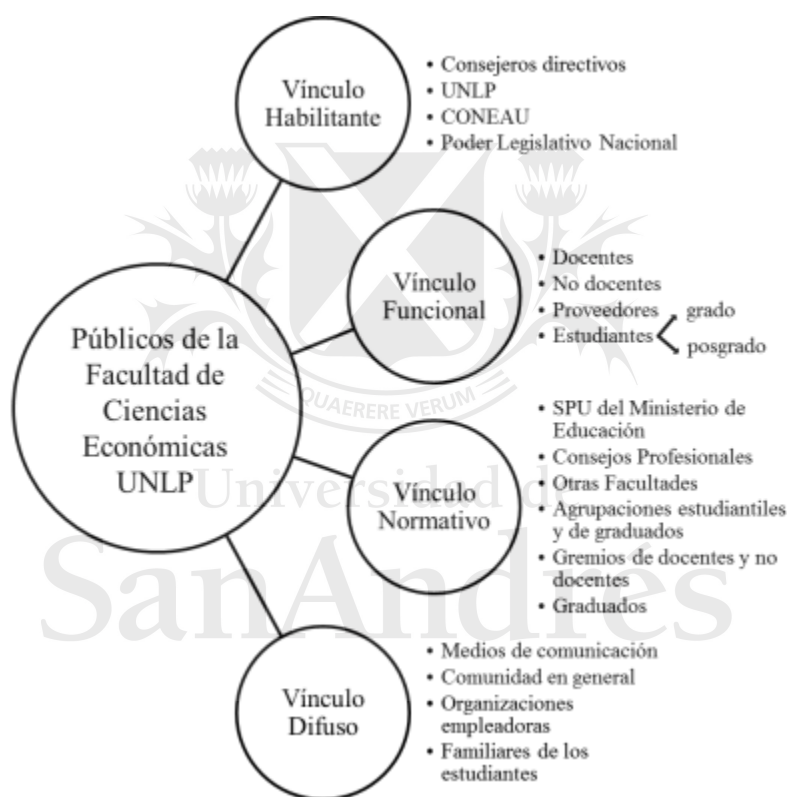 Vínculo
Habilitante
• Consejeros directivos
• UNLP
• CONEAU
• Poder Legislativo Nacional
Públicos de la
Facultad de
Ciencias
Económicas
UNLP
Vínculo
Funcional
• Docentes
• No docentes
• Proveedores
• Estudiantes
grado
posgrado
QUAERERE VERUM
Vínculo
Normativo
• SPU del Ministerio de
Educación
• Consejos Profesionales
• Otras Facultades
• Agrupaciones estudiantiles
y de graduados
• Gremios de docentes y no
docentes
• Graduados
Universidad de
SanAndrés
Vínculo
Difuso
• Medios de comunicación
• Comunidad en general
• Organizaciones
empleadoras
• Familiares de los
estudiantes